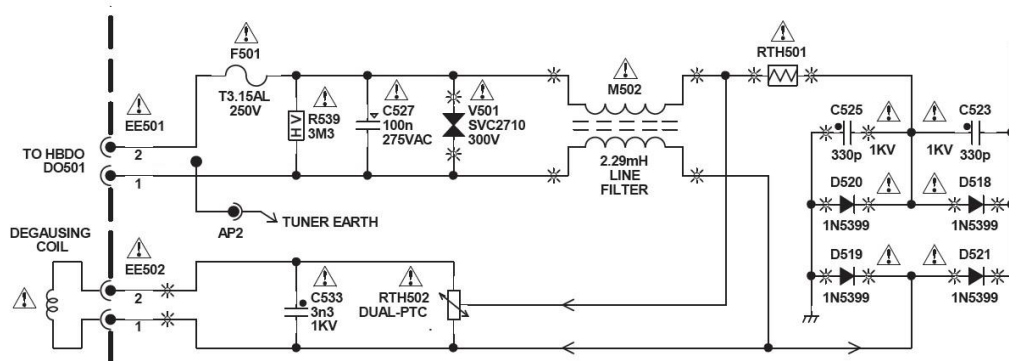 F501
T3.15AL
250V
EE501
2
TO HBDO
DO501
1
HV
R539
3M3
C527
100n
275VAC
V501
SVC2710
300V
M502
2.29mH
LINE
FILTER
RTH501
C525
330p
1KV
C523
1KV
330p
D520
1N5399
D518
1N5399
D519
1N5399
D521
1N5399
AP2
TUNER EARTH
DEGAUSING
COIL
EE502
2
1
C533
3n3
1KV
RTH502
DUAL-PTC